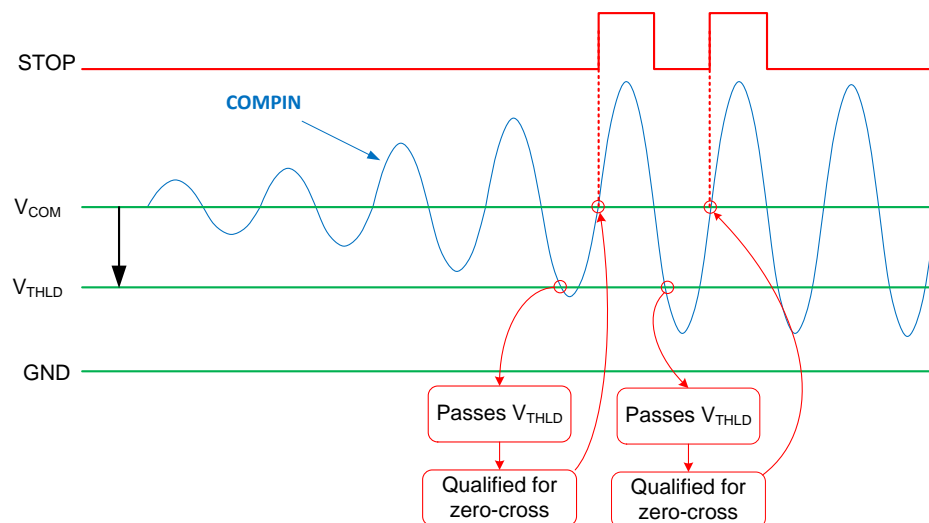 STOP
COMPIN
VCOM
VTHLD
GND
Passes VTHLD
Passes VTHLD
Qualified for
zero-cross
Qualified for
zero-cross